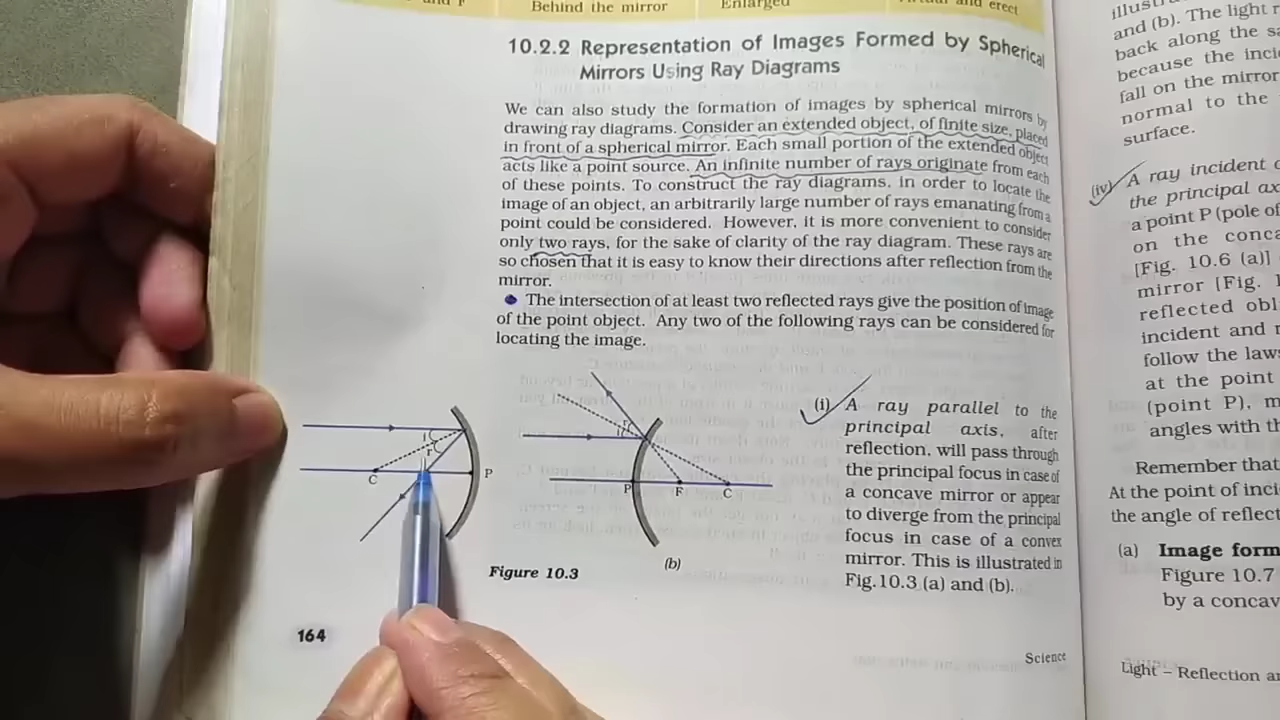 and F
Behind the mirror
Enlarged
Virtual and erect
10.2.2 Representation of Images Formed by Spherical
Mirrors Using Ray Diagrams
We can also study the formation of images by spherical mirrors by
drawing ray diagrams. Consider an extended object, of finite size, placed
in front of a spherical mirror. Each small portion of the extended object
acts like a point source. An infinite number of rays originate from each
of these points. To construct the ray diagrams, in order to locate the
image of an object, an arbitrarily large number of rays emanating from a
point could be considered. However, it is more convenient to consider
only two rays, for the sake of clarity of the ray diagram. These rays are
so chosen that it is easy to know their directions after reflection from the
mirror.
The intersection of at least two reflected rays give the position of image
of the point object. Any two of the following rays can be considered for
locating the image.
i
r
C
P
r
i
P
F
C
Figure 10.3
(b)
(i) A ray parallel to the
principal axis, after
reflection, will pass through
the principal focus in case of
a concave mirror or appear
to diverge from the principal
focus in case of a convex
mirror. This is illustrated in
Fig.10.3 (a) and (b).
164
Science
and (b). The light
back along the
because the
fall on the mirror
normal to the
surface.
(iv) A ray incident
the principal
a point P (pole of
on the
[Fig. 10.6 (a)]
mirror [Fig.
reflected
incident and
follow the
at the point
(point P),
angles with
Remember that
At the point of
the angle of
(a) Image
Figure 10.7
by a
Light – Reflection